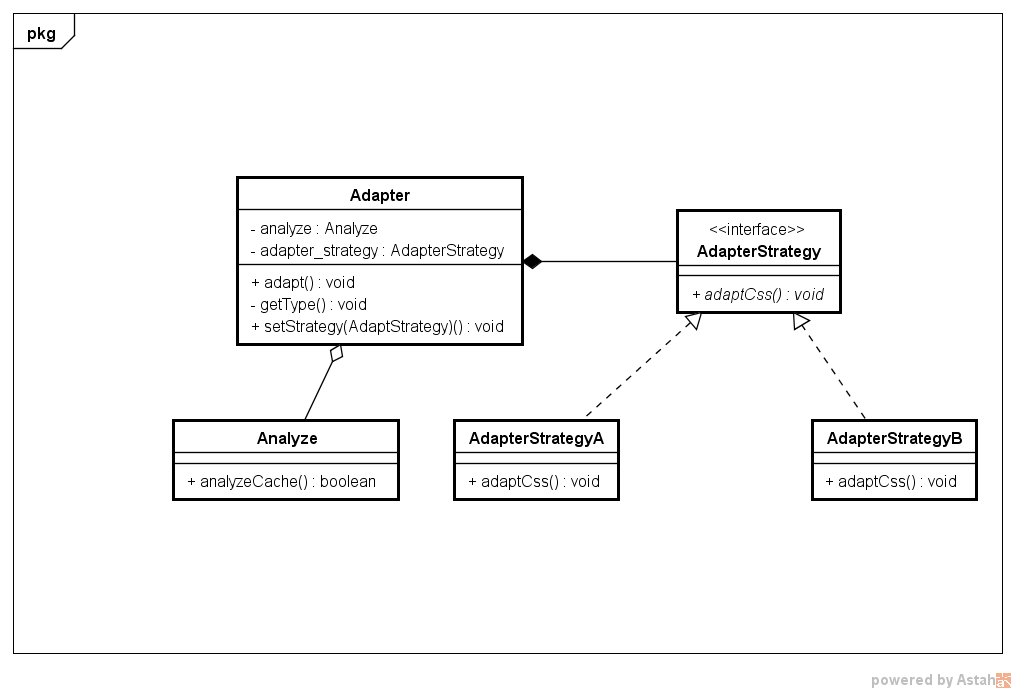 pkg
Adapter
- analyze : Analyze
- adapter_strategy : AdapterStrategy
+ adapt() : void
- getType() : void
+ setStrategy(AdaptStrategy)() : void
<<interface>>
AdapterStrategy
+ adaptCss() : void
Analyze
+ analyzeCache() : boolean
AdapterStrategyA
+ adaptCss() : void
AdapterStrategyB
+ adaptCss() : void
powered by Astah